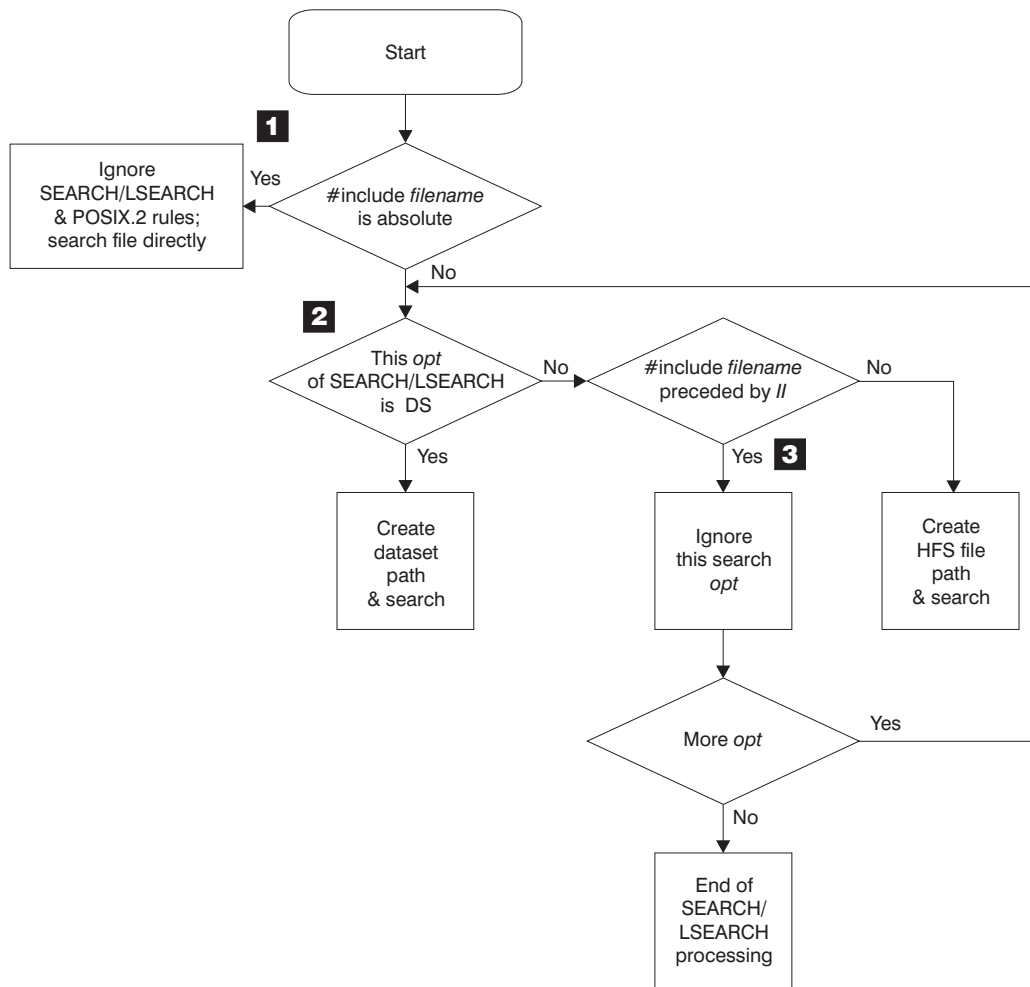 Start
1
Ignore
SEARCH/LSEARCH
& POSIX.2 rules;
search file directly
Yes
#include filename
is absolute
No
2
This opt
of SEARCH/LSEARCH
is DS
No
#include filename
preceded by //
No
Yes
Yes
3
Create
dataset
path
& search
Ignore
this search
opt
Create
HFS file
path
& search
More opt
Yes
No
End of
SEARCH/
LSEARCH
processing